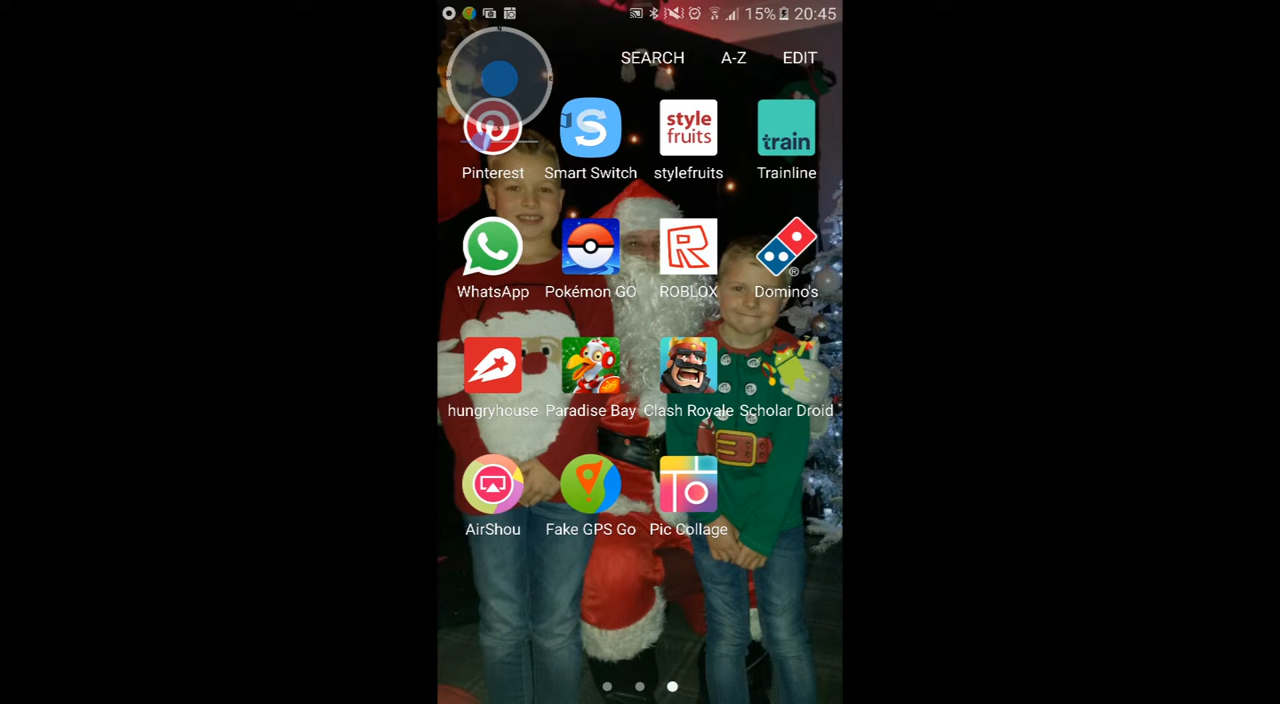 15% 20:45
SEARCH A-Z EDIT
style
fruits
train
Pinterest Smart Switch stylefruits Trainline
WhatsApp Pokémon GO ROBLOX Domino's
hungryhouse Paradise Bay Clash Royale Scholar Droid
AirShou Fake GPS Go Pic Collage